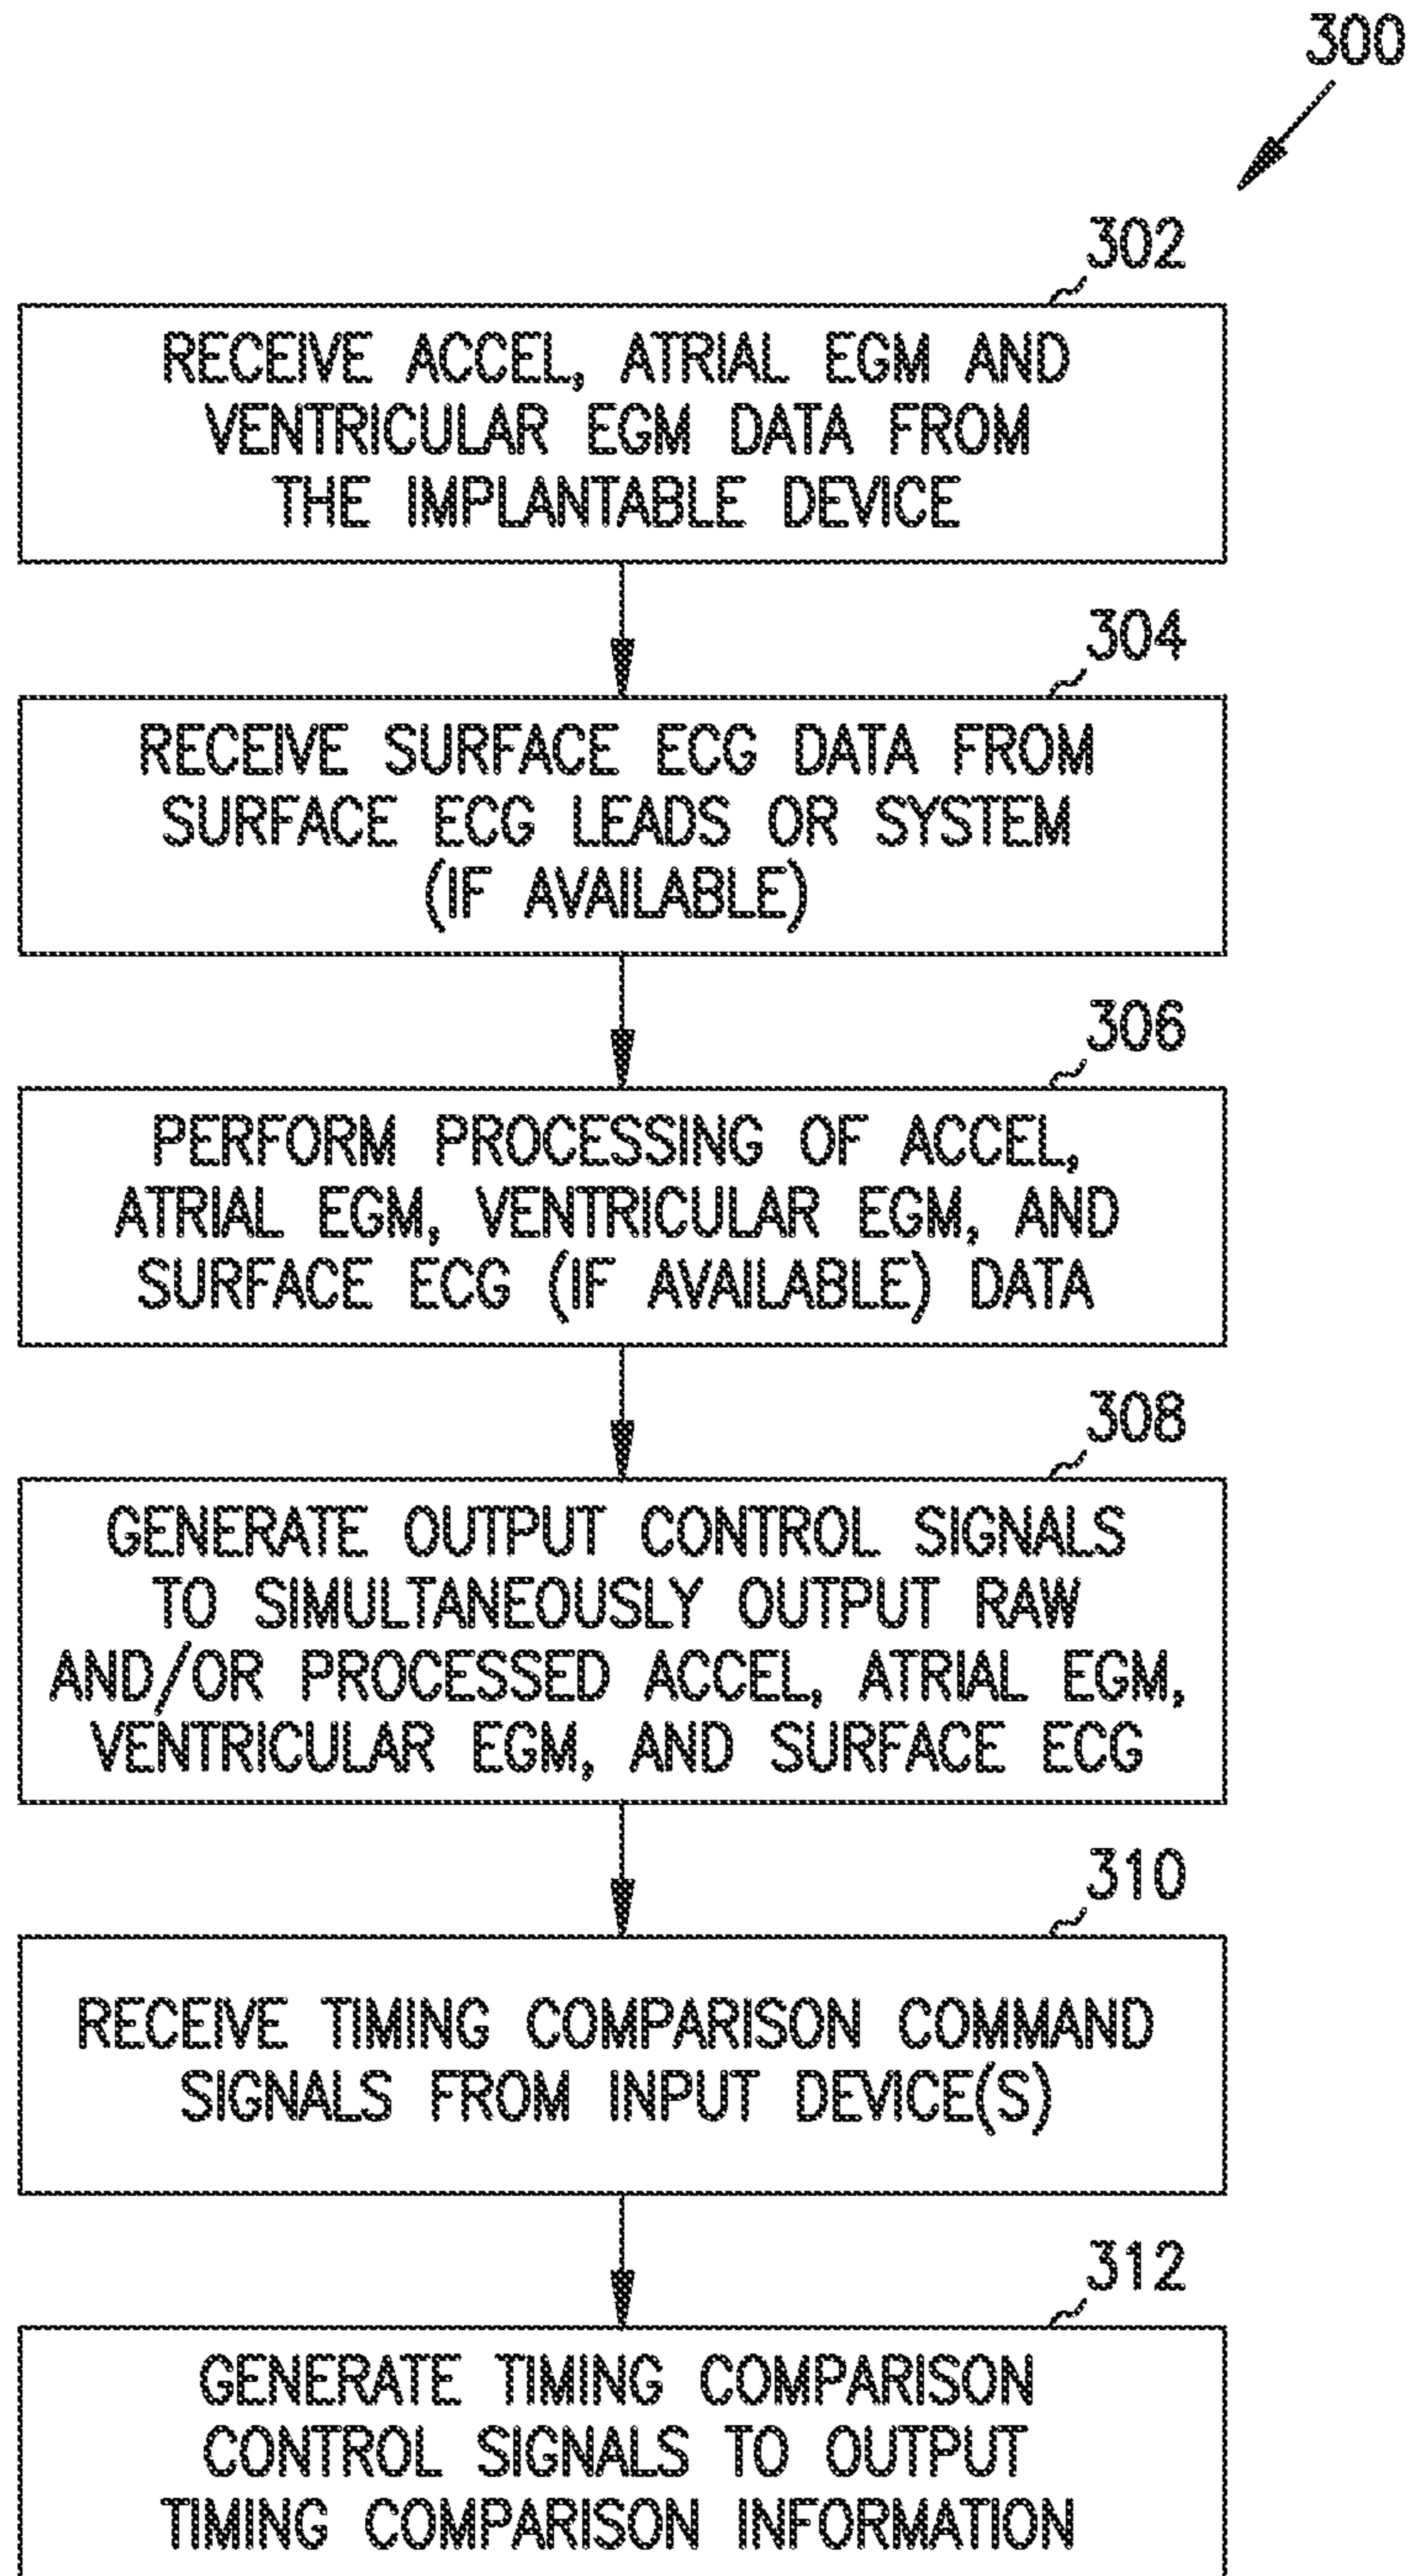 300
302
RECEIVE ACCEL, ATRIAL EGM AND
VENTRICULAR EGM DATA FROM
THE IMPLANTABLE DEVICE
304
RECEIVE SURFACE ECG DATA FROM
SURFACE ECG LEADS OR SYSTEM
(IF AVAILABLE)
306
PERFORM PROCESSING OF ACCEL,
ATRIAL EGM, VENTRICULAR EGM, AND
SURFACE ECG (IF AVAILABLE) DATA
308
GENERATE OUTPUT CONTROL SIGNALS
TO SIMULTANEOUSLY OUTPUT RAW
AND/OR PROCESSED ACCEL, ATRIAL EGM,
VENTRICULAR EGM, AND SURFACE ECG
310
RECEIVE TIMING COMPARISON COMMAND
SIGNALS FROM INPUT DEVICE(S)
312
GENERATE TIMING COMPARISON
CONTROL SIGNALS TO OUTPUT
TIMING COMPARISON INFORMATION